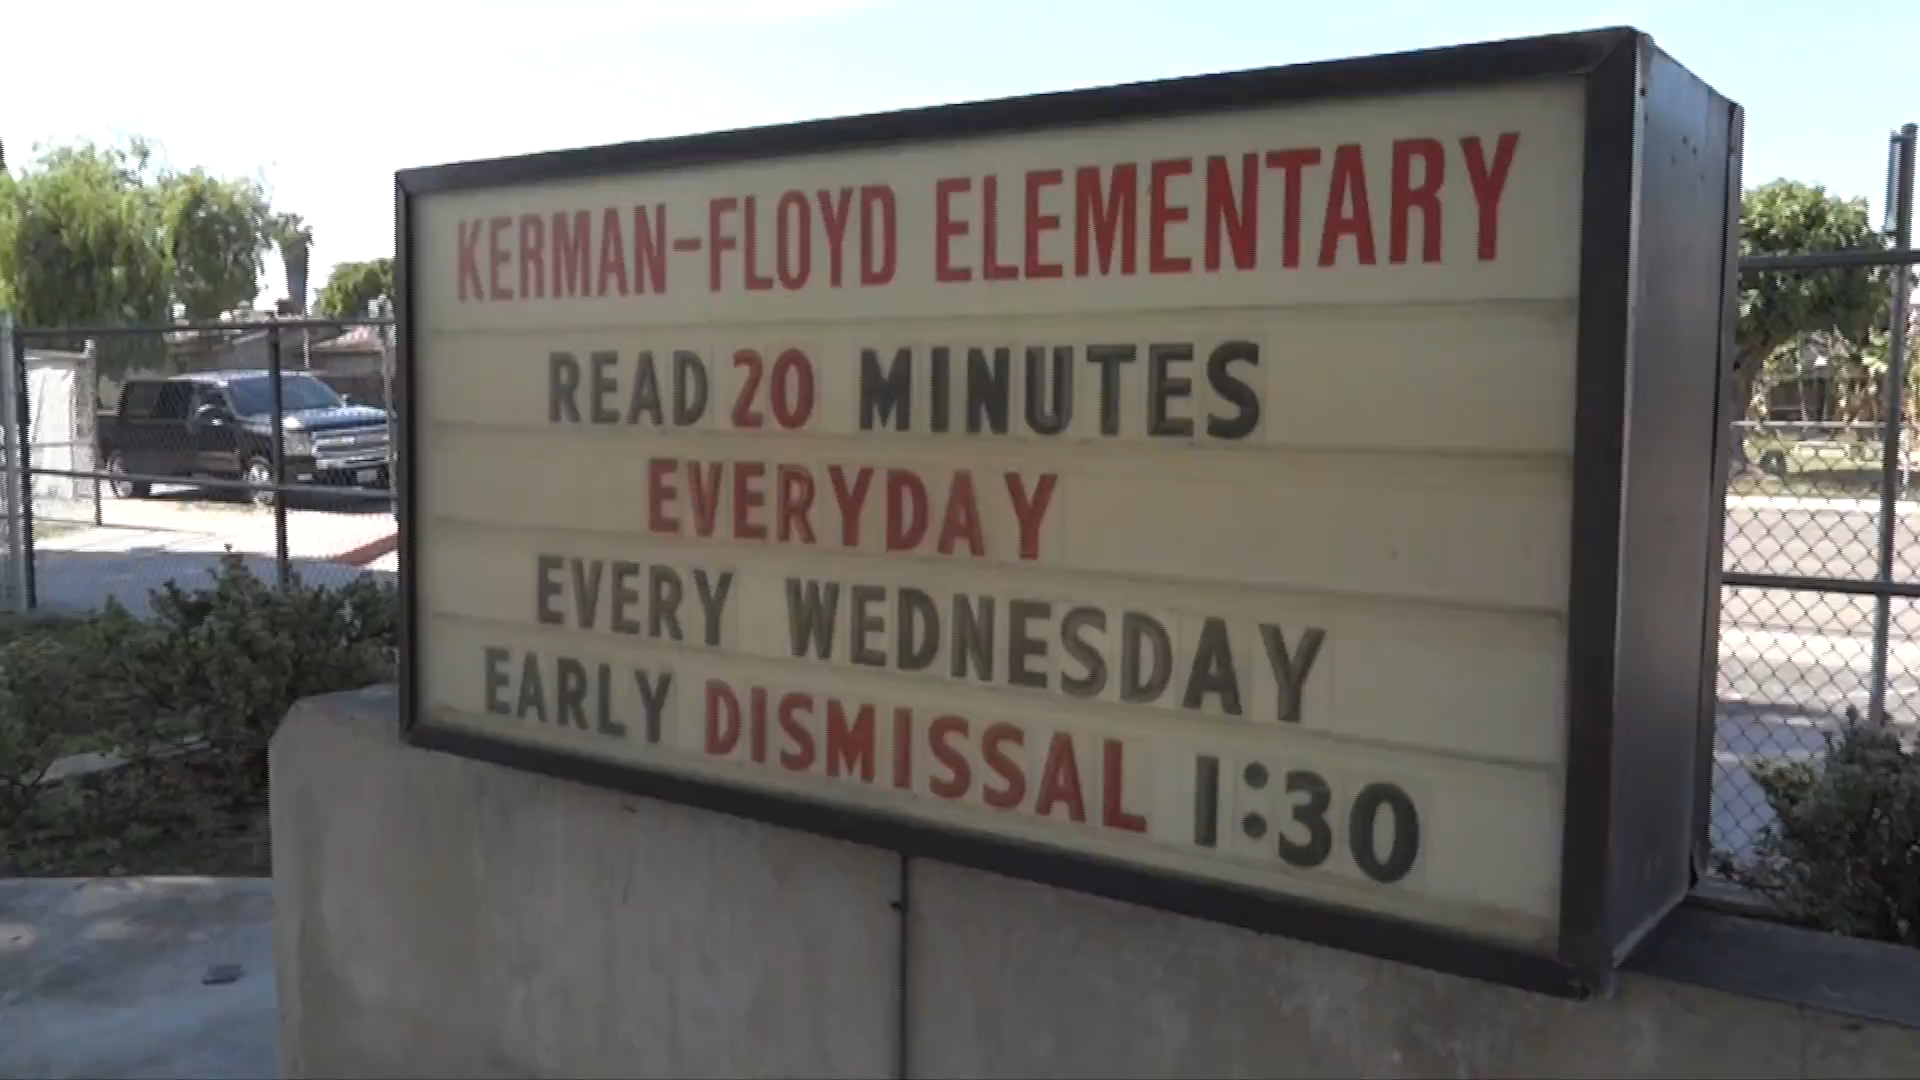 KERMAN-FLOYD ELEMENTARY
READ 20 MINUTES
EVERYDAY
EVERY WEDNESDAY
EARLY DISMISSAL 1:30